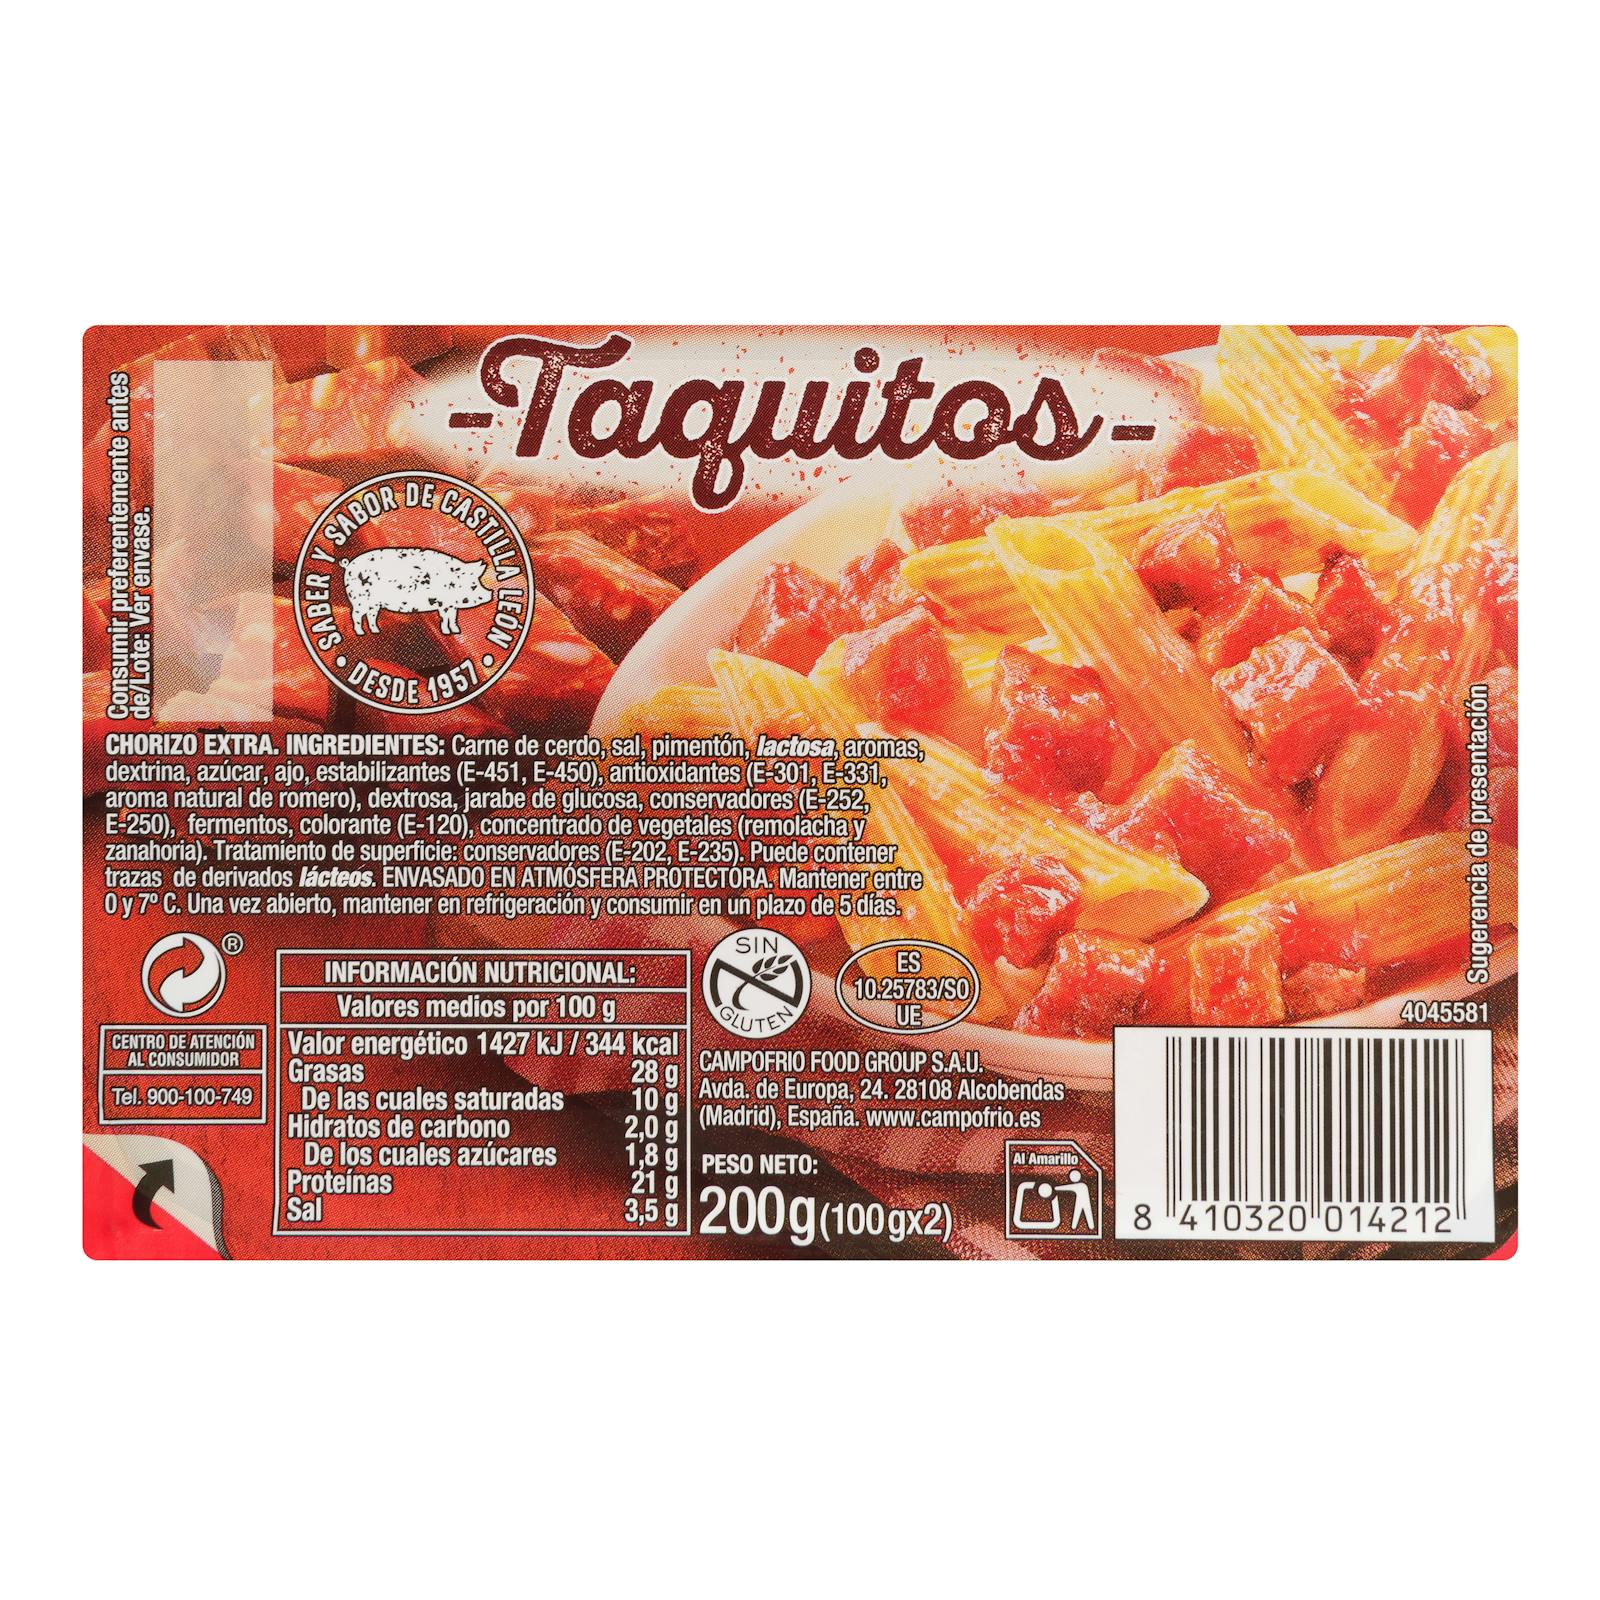 -Taquitos-
Consumir preferentemente antes
de/Lote: Ver envase.
SABER Y SABOR DE CASTILLA LEÓN
• DESDE 1957 •
CHORIZO EXTRA. INGREDIENTES: Carne de cerdo, sal, pimentón, lactosa, aromas,
dextrina, azúcar, ajo, estabilizantes (E-451, E-450), antioxidantes (E-301, E-331,
aroma natural de romero), dextrosa, jarabe de glucosa, conservadores (E-252,
E-250), fermentos, colorante (E-120), concentrado de vegetales (remolacha y
zanahoria). Tratamiento de superficie: conservadores (E-202, E-235). Puede contener
trazas de derivados lácteos. ENVASADO EN ATMÓSFERA PROTECTORA. Mantener entre
0 y 7º C. Una vez abierto, mantener en refrigeración y consumir en un plazo de 5 días.
Sugerencia de presentación
®
CENTRO DE ATENCIÓN
AL CONSUMIDOR
Tel. 900-100-749
INFORMACIÓN NUTRICIONAL:
Valores medios por 100 g
Valor energético 1427 kJ / 344 kcal
Grasas 28 g
De las cuales saturadas 10 g
Hidratos de carbono 2,0 g
De los cuales azúcares 1,8 g
Proteínas 21 g
Sal 3,5 g
SIN
GLUTEN
ES
10.25783/SO
UE
CAMPOFRIO FOOD GROUP S.A.U.
Avda. de Europa, 24. 28108 Alcobendas
(Madrid), España. www.campofrio.es
PESO NETO:
200g (100gx2)
Al Amarillo
4045581
8 410320 014212